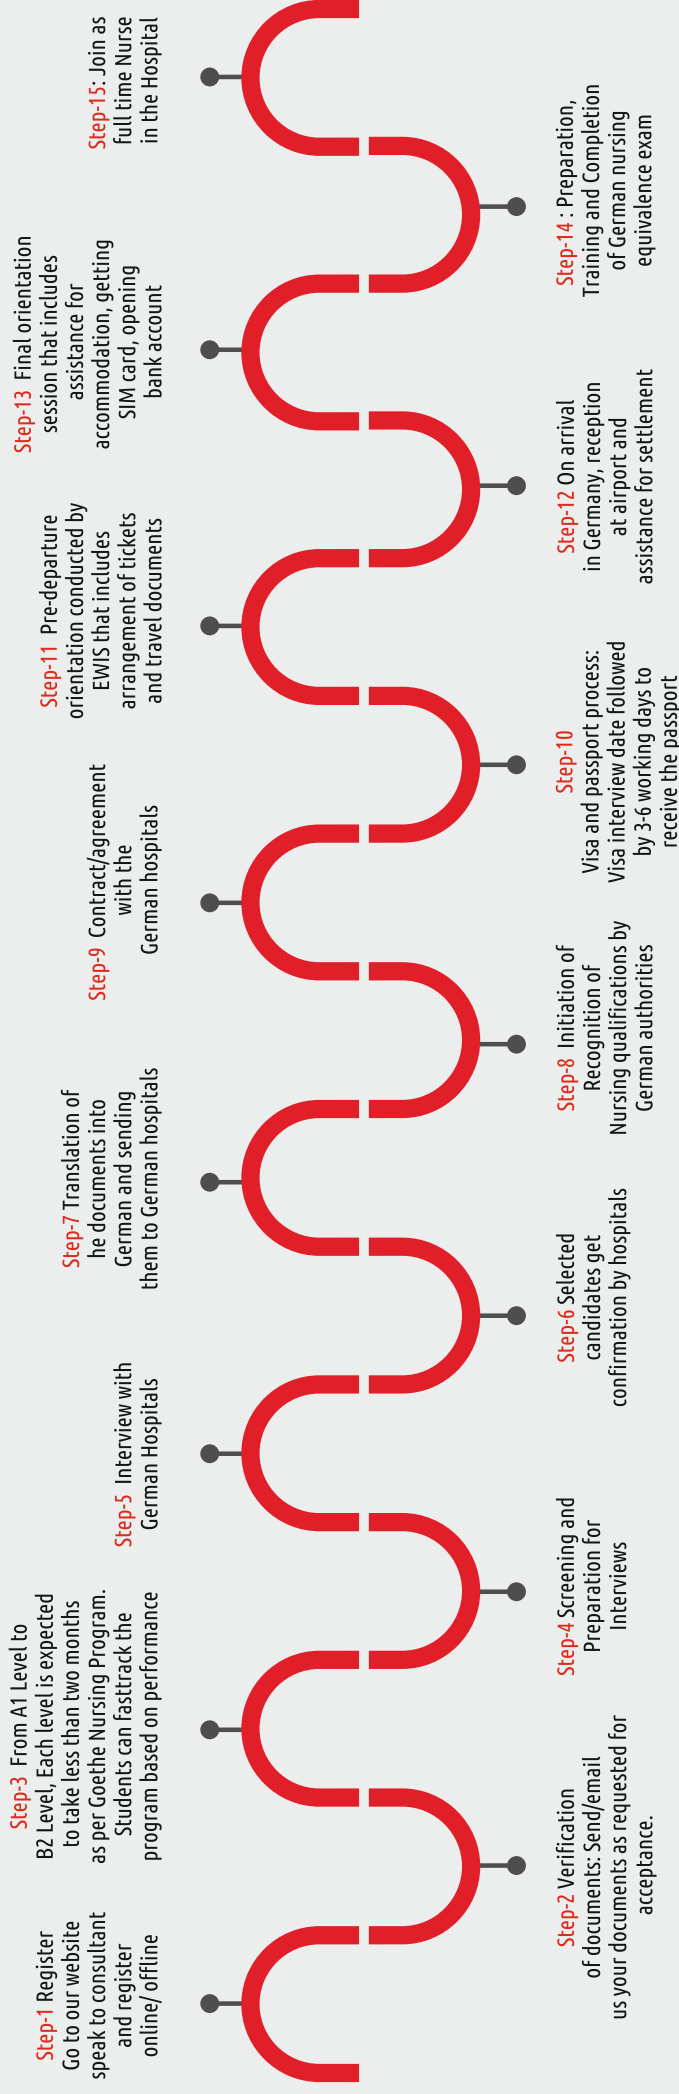 Step-1 Register
Go to our website
speak to consultant
and register
online/ offline
Step-2 Verification
of documents: Send/email
us your documents as requested for
acceptance.
Step-3 From A1 Level to
B2 Level, Each level is expected
to take less than two months
as per Goethe Nursing Program.
Students can fasttrack the
program based on performance
Step-4 Screening and
Preparation for
Interviews
Step-5 Interview with
German Hospitals
Step-6 Selected
candidates get
confirmation by hospitals
Step-7 Translation of
he documents into
German and sending
them to German hospitals
Step-8 Initiation of
Recognition of
Nursing qualifications by
German authorities
Step-9 Contract/agreement
with the
German hospitals
Step-10
Visa and passport process:
Visa interview date followed
by 3-6 working days to
receive the passport
Step-11 Pre-departure
orientation conducted by
EWIS that includes
arrangement of tickets
and travel documents
Step-12 On arrival
in Germany, reception
at airport and
assistance for settlement
Step-13 Final orientation
session that includes
assistance for
accommodation, getting
SIM card, opening
bank account
Step-14 : Preparation,
Training and Completion
of German nursing
equivalence exam
Step-15: Join as
full time Nurse
in the Hospital